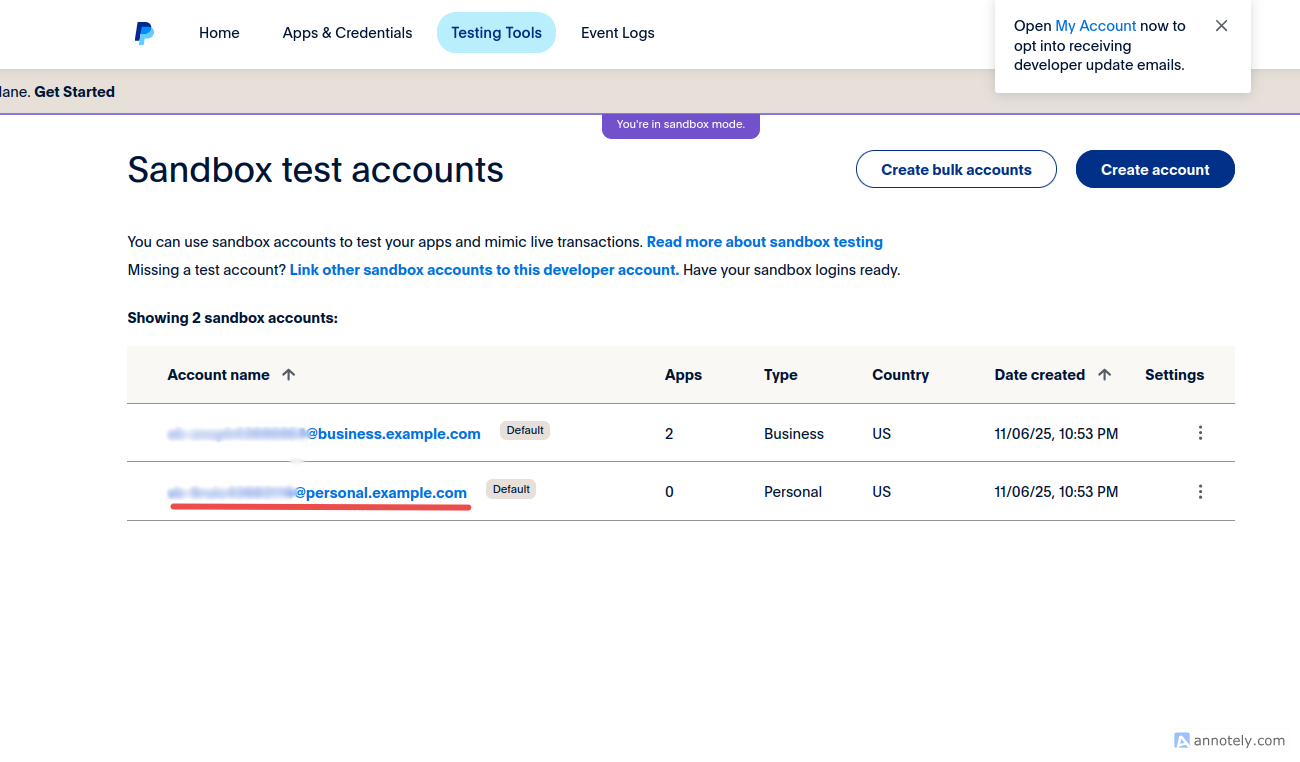 Home Apps & Credentials Testing Tools Event Logs
Open My Account now to
opt into receiving
developer update emails.
lane. Get Started
You're in sandbox mode.
Sandbox test accounts
Create bulk accounts Create account
You can use sandbox accounts to test your apps and mimic live transactions. Read more about sandbox testing
Missing a test account? Link other sandbox accounts to this developer account. Have your sandbox logins ready.
Showing 2 sandbox accounts:
Account name Apps Type Country Date created Settings
@business.example.com Default 2 Business US 11/06/25, 10:53 PM
@personal.example.com Default 0 Personal US 11/06/25, 10:53 PM
annotely.com